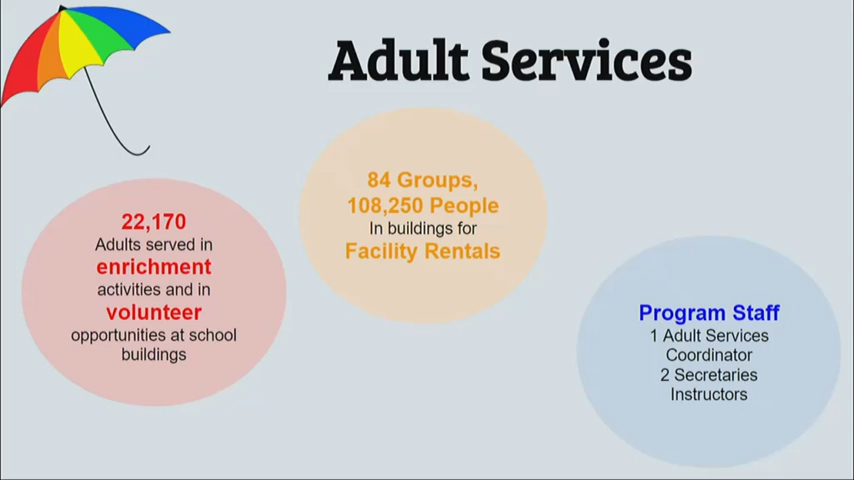 Adult Services
22,170
Adults served in
enrichment
activities and in
volunteer
opportunities at school
buildings
84 Groups,
108,250 People
In buildings for
Facility Rentals
Program Staff
1 Adult Services
Coordinator
2 Secretaries
Instructors